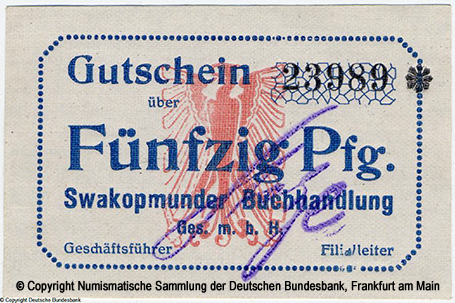 Gutschein 23989
über
Fünfzig Pfg.
Swakopmunder Buchhandlung
Ges. m. b. H.
Geschäftsführer Filialleiter
© Copyright Numismatische Sammlung der Deutschen Bundesbank, Frankfurt am Main
© Copyright Deutsche Bundesbank